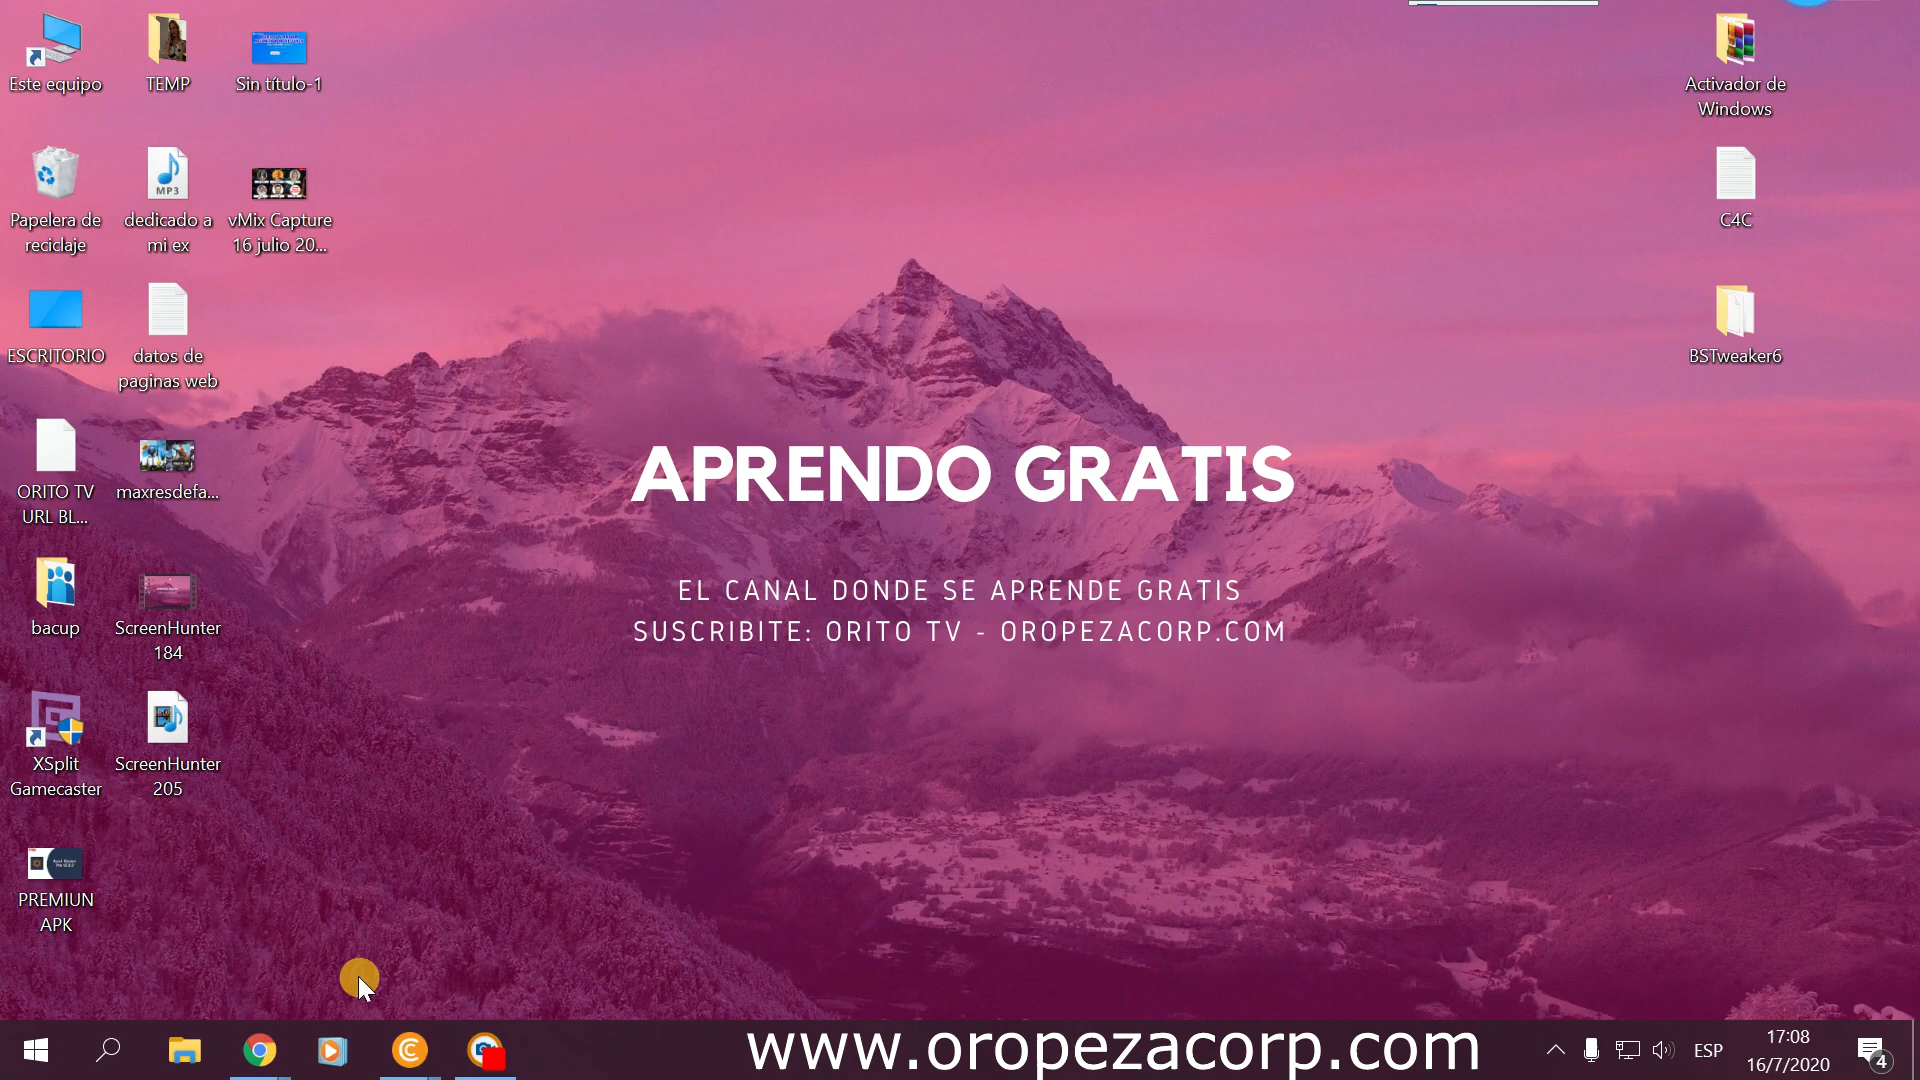 Este equipo
TEMP
Sin título-1
Activador de
Windows
Papelera de
reciclaje
MP3
dedicado a
mi ex
vMix Capture
16 julio 20...
C4C
ESCRITORIO
datos de
paginas web
BSTweaker6
APRENDO GRATIS
ORITO TV
URL BL...
maxresdefa...
EL CANAL DONDE SE APRENDE GRATIS
SUSCRIBITE: ORITO TV - OROPEZACORP.COM
bacup
ScreenHunter
184
XSplit
Gamecaster
ScreenHunter
205
PREMIUN
APK
www.oropezacorp.com
ESP
17:08
16/7/2020
4